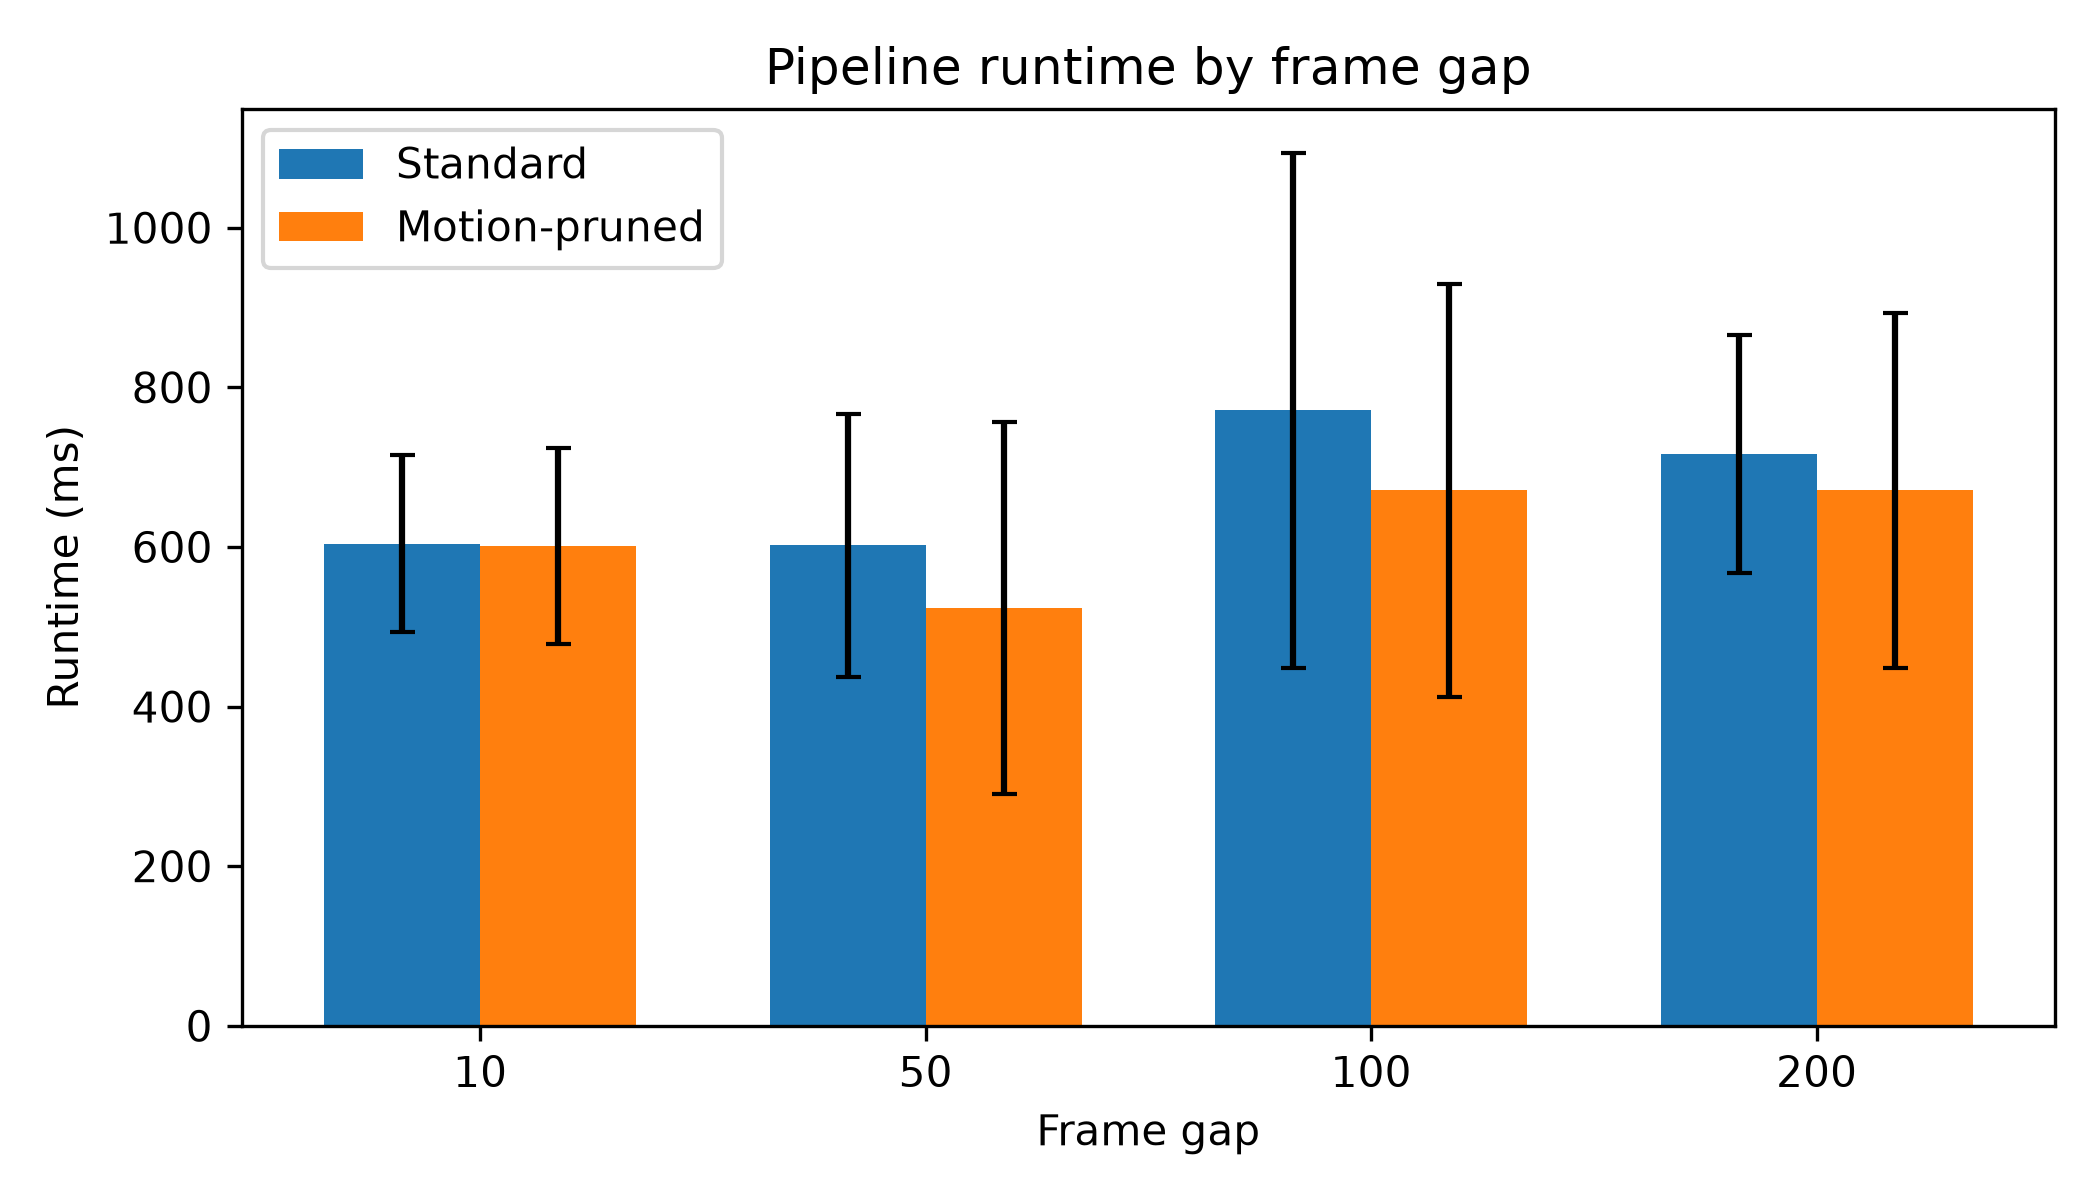 Pipeline runtime by frame gap
Standard
Motion-pruned
1000
800
600
400
200
0
Runtime (ms)
10 50 100 200
Frame gap